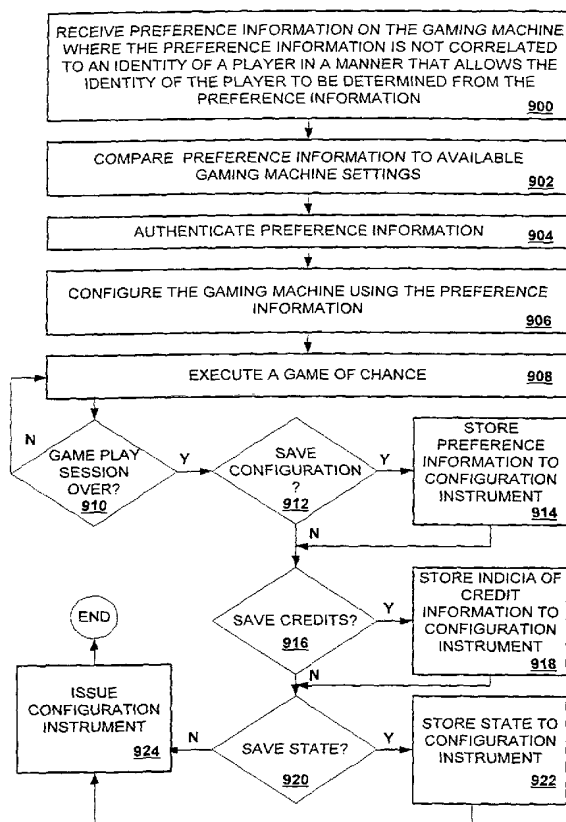 RECEIVE PREFERENCE INFORMATION ON THE GAMING MACHINE
WHERE THE PREFERENCE INFORMATION IS NOT CORRELATED
TO AN IDENTITY OF A PLAYER IN A MANNER THAT ALLOWS THE
IDENTITY OF THE PLAYER TO BE DETERMINED FROM THE
PREFERENCE INFORMATION
900
COMPARE PREFERENCE INFORMATION TO AVAILABLE
GAMING MACHINE SETTINGS
902
AUTHENTICATE PREFERENCE INFORMATION
904
CONFIGURE THE GAMING MACHINE USING THE PREFERENCE
INFORMATION
906
EXECUTE A GAME OF CHANCE
908
N
GAME PLAY
SESSION
OVER?
910
Y
SAVE
CONFIGURATION
?
912
Y
STORE
PREFERENCE
INFORMATION TO
CONFIGURATION
INSTRUMENT
914
N
SAVE CREDITS?
916
Y
STORE INDICIA OF
CREDIT
INFORMATION TO
CONFIGURATION
INSTRUMENT
918
N
END
ISSUE
CONFIGURATION
INSTRUMENT
924
N
SAVE STATE?
920
Y
STORE STATE TO
CONFIGURATION
INSTRUMENT
922